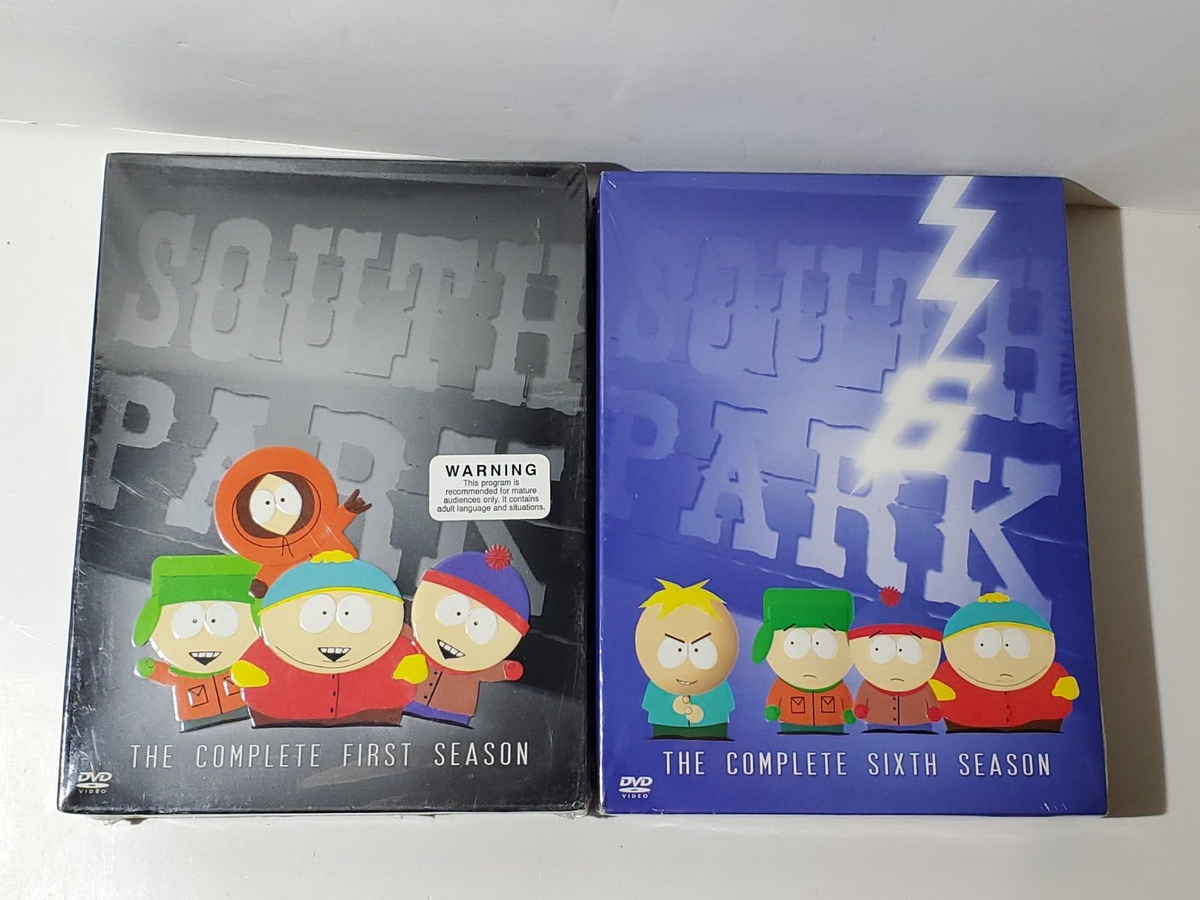 SOUTH
PARK
WARNING
This program is
recommended for mature
audiences only. It contains
adult language and situations.
THE COMPLETE FIRST SEASON
DVD
VIDEO
SOUTH
6
PARK
THE COMPLETE SIXTH SEASON
DVD
VIDEO